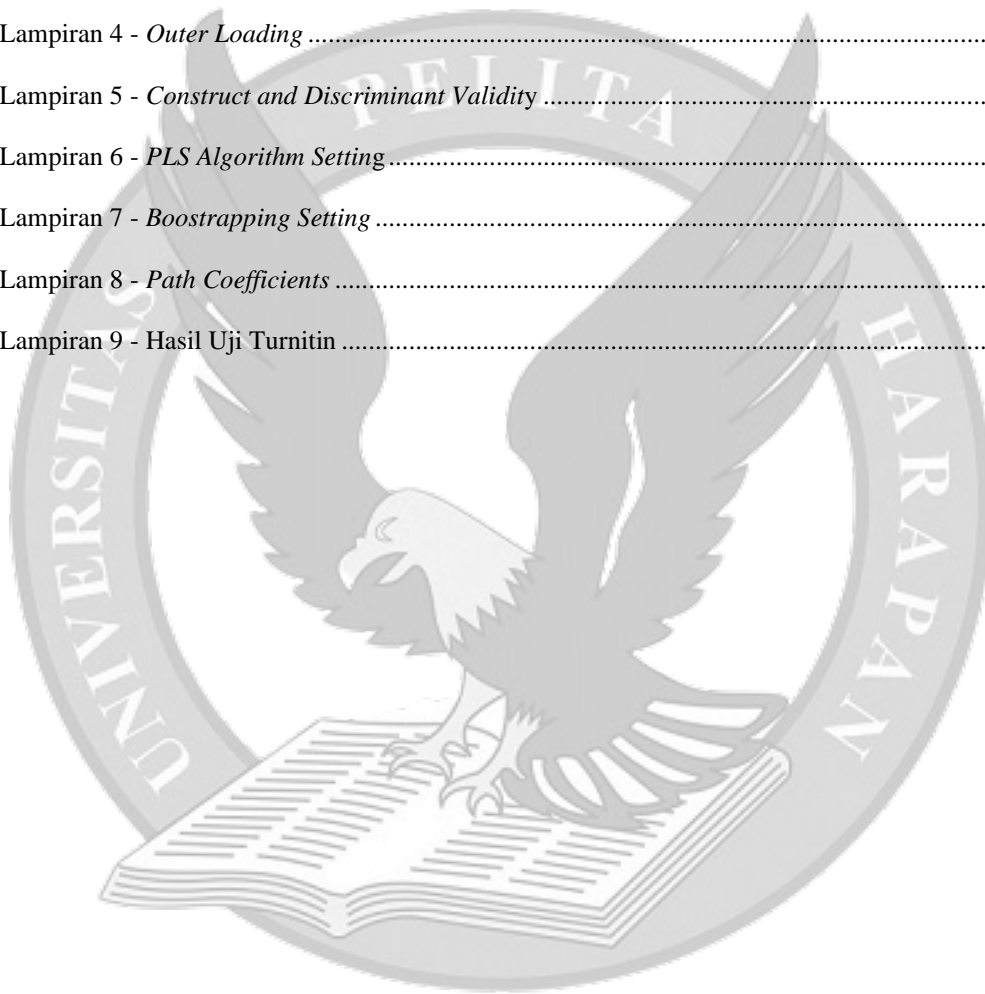 Lampiran 4 - Outer Loading ....................................................................................................
Lampiran 5 - Construct and Discriminant Validity ....................................................................
Lampiran 6 - PLS Algorithm Setting ........................................................................................
Lampiran 7 - Boostrapping Setting ..........................................................................................
Lampiran 8 - Path Coefficients .................................................................................................
Lampiran 9 - Hasil Uji Turnitin ................................................................................................
UNIVERSITAS PELITA HARAPAN